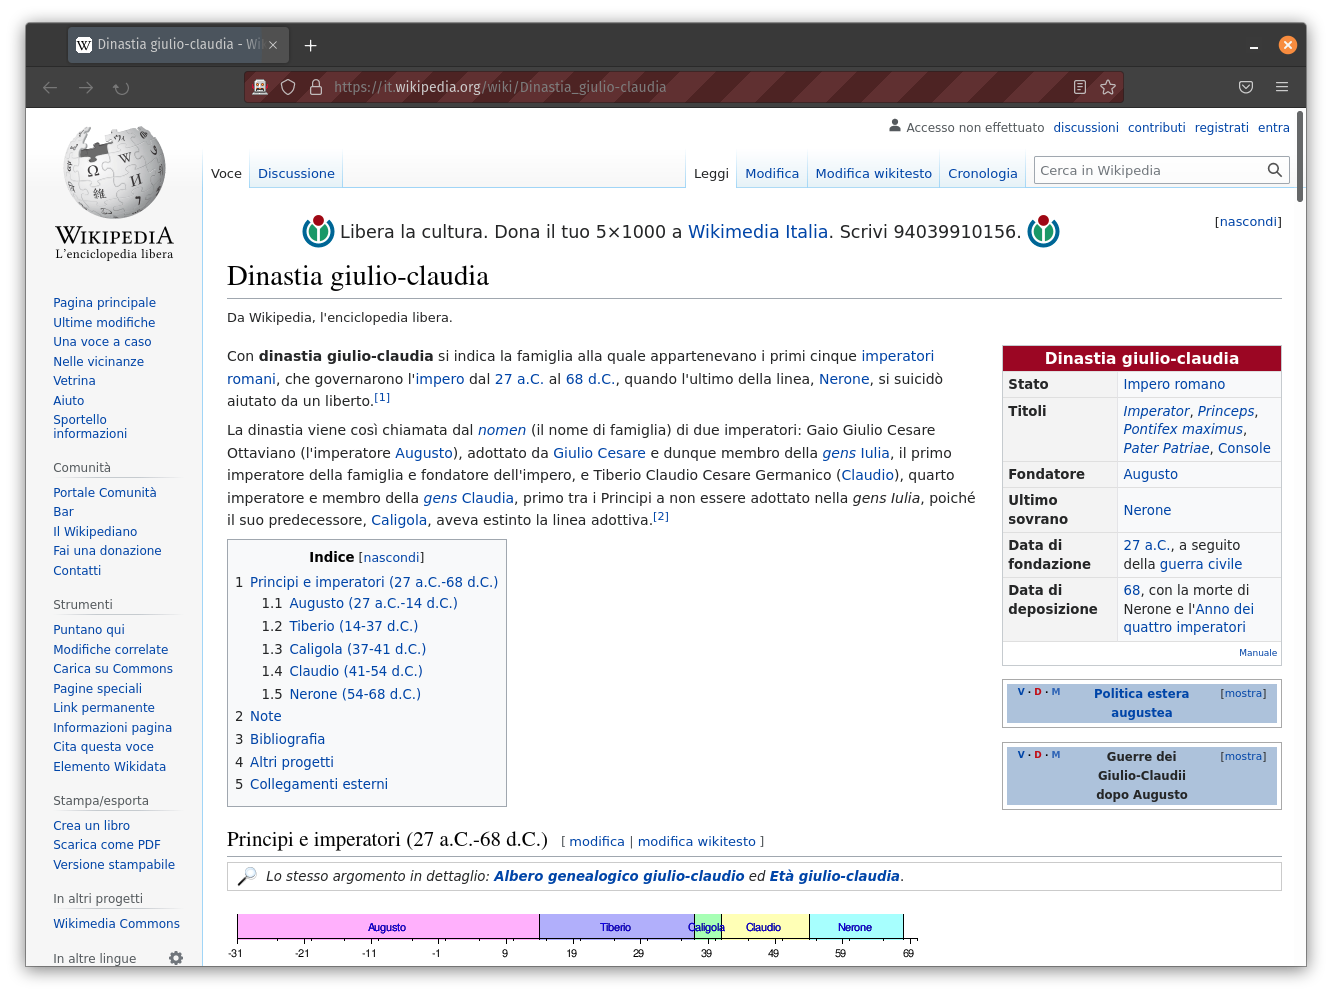 Dinastia giulio-claudia - Wi
https://it.wikipedia.org/wiki/Dinastia_giulio-claudia
WIKIPEDIA
L'enciclopedia libera
Pagina principale
Ultime modifiche
Una voce a caso
Nelle vicinanze
Vetrina
Aiuto
Sportello
informazioni
Comunità
Portale Comunità
Bar
Il Wikipediano
Fai una donazione
Contatti
Strumenti
Puntano qui
Modifiche correlate
Carica su Commons
Pagine speciali
Link permanente
Informazioni pagina
Cita questa voce
Elemento Wikidata
Stampa/esporta
Crea un libro
Scarica come PDF
Versione stampabile
In altri progetti
Wikimedia Commons
In altre lingue
Accesso non effettuato discussioni contributi registrati entra
Voce Discussione Leggi Modifica Modifica wikitesto Cronologia Cerca in Wikipedia
Libera la cultura. Dona il tuo 5×1000 a Wikimedia Italia. Scrivi 94039910156. [nascondi]
Dinastia giulio-claudia
Da Wikipedia, l'enciclopedia libera.
Con dinastia giulio-claudia si indica la famiglia alla quale appartenevano i primi cinque imperatori
romani, che governarono l'impero dal 27 a.C. al 68 d.C., quando l'ultimo della linea, Nerone, si suicidò
aiutato da un liberto.[1]
La dinastia viene così chiamata dal nomen (il nome di famiglia) di due imperatori: Gaio Giulio Cesare
Ottaviano (l'imperatore Augusto), adottato da Giulio Cesare e dunque membro della gens Iulia, il primo
imperatore della famiglia e fondatore dell'impero, e Tiberio Claudio Cesare Germanico (Claudio), quarto
imperatore e membro della gens Claudia, primo tra i Principi a non essere adottato nella gens Iulia, poiché
il suo predecessore, Caligola, aveva estinto la linea adottiva.[2]
Dinastia giulio-claudia
Stato Impero romano
Titoli Imperator, Princeps,
Pontifex maximus,
Pater Patriae, Console
Fondatore Augusto
Ultimo
sovrano Nerone
Data di
fondazione 27 a.C., a seguito
della guerra civile
Data di
deposizione 68, con la morte di
Nerone e l'Anno dei
quattro imperatori
Manuale
V · D · M Politica estera
augustea [mostra]
V · D · M Guerre dei
Giulio-Claudii
dopo Augusto [mostra]
Indice [nascondi]
1 Principi e imperatori (27 a.C.-68 d.C.)
1.1 Augusto (27 a.C.-14 d.C.)
1.2 Tiberio (14-37 d.C.)
1.3 Caligola (37-41 d.C.)
1.4 Claudio (41-54 d.C.)
1.5 Nerone (54-68 d.C.)
2 Note
3 Bibliografia
4 Altri progetti
5 Collegamenti esterni
Principi e imperatori (27 a.C.-68 d.C.) [ modifica | modifica wikitesto ]
Lo stesso argomento in dettaglio: Albero genealogico giulio-claudio ed Età giulio-claudia.
Augusto Tiberio Caligola Claudio Nerone
-31 -21 -11 -1 9 19 29 39 49 59 69